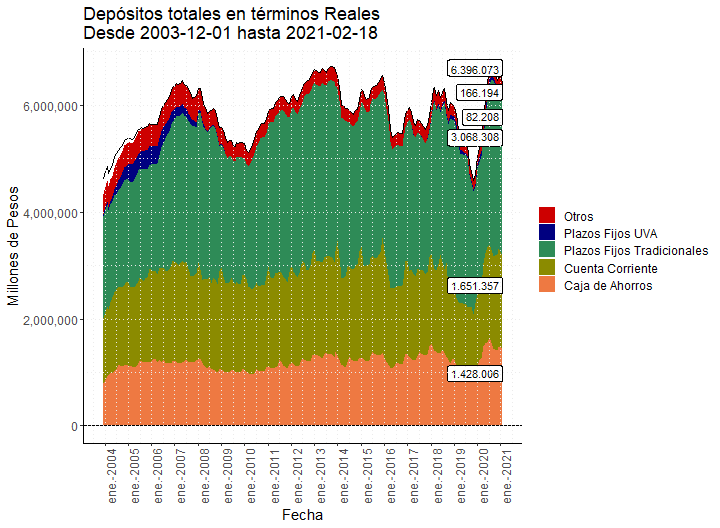 Depósitos totales en términos Reales
Desde 2003-12-01 hasta 2021-02-18
Millones de Pesos
6,000,000
4,000,000
2,000,000
0
6.396.073
166.194
82.208
3.068.308
1.651.357
1.428.006
ene.-2004
ene.-2005
ene.-2006
ene.-2007
ene.-2008
ene.-2009
ene.-2010
ene.-2011
ene.-2012
ene.-2013
ene.-2014
ene.-2015
ene.-2016
ene.-2017
ene.-2018
ene.-2019
ene.-2020
ene.-2021
Fecha
Otros
Plazos Fijos UVA
Plazos Fijos Tradicionales
Cuenta Corriente
Caja de Ahorros